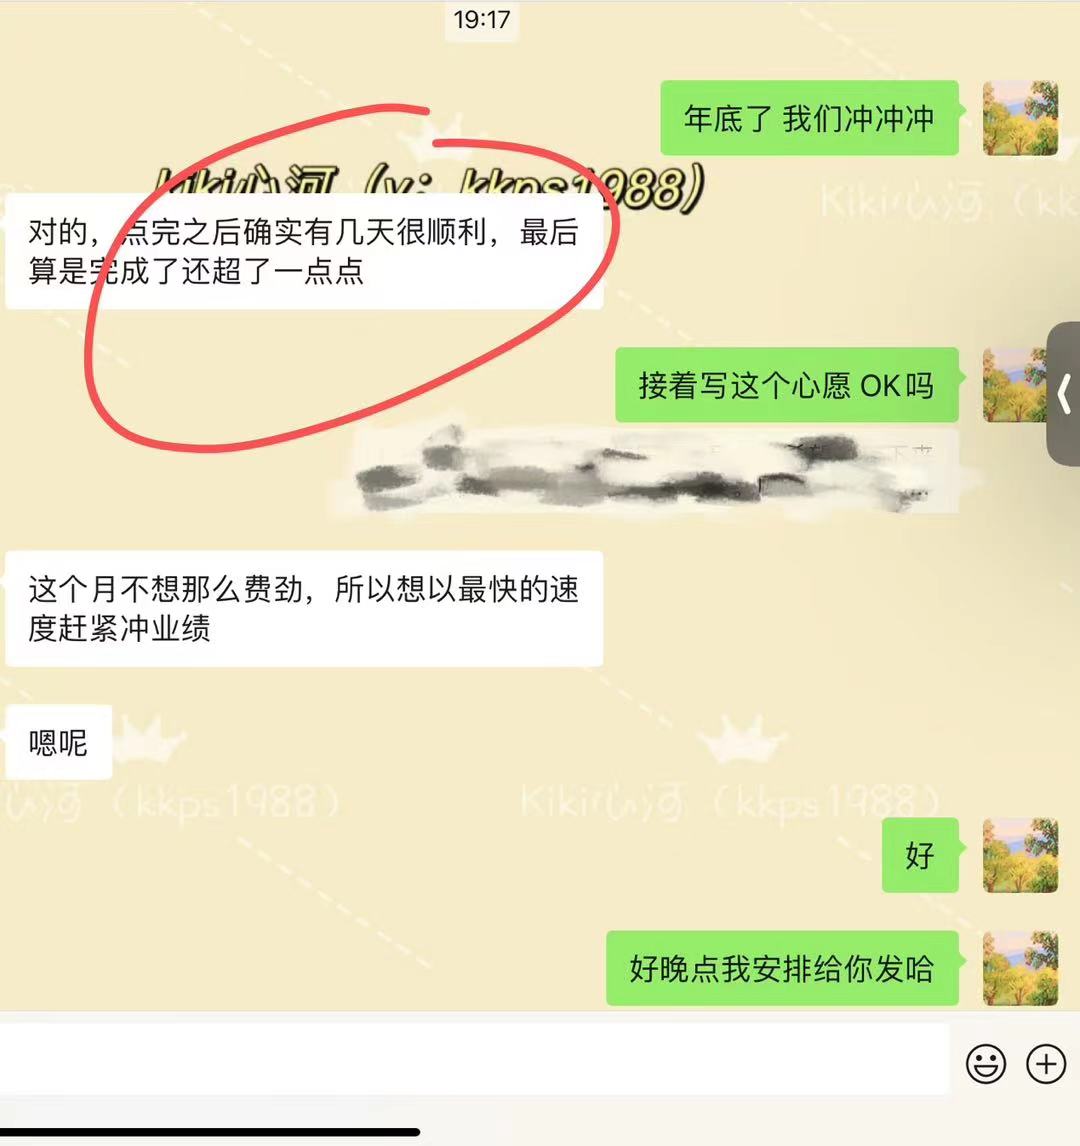 19:17
年底了 我们冲冲冲
kiki心河（v：kkps1988）
Kiki心河（kk
对的，点完之后确实有几天很顺利，最后
算是完成了还超了一点点
接着写这个心愿 OK吗
这个月不想那么费劲，所以想以最快的速
度赶紧冲业绩
嗯呢
心河（kkps1988）
Kiki心河（kkps1988）
好
好晚点我安排给你发哈